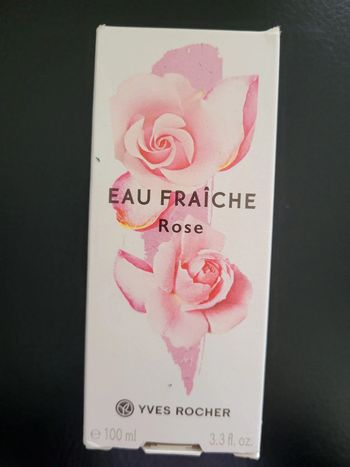 EAU FRAÎCHE
Rose
YVES ROCHER
℮ 100 ml 3.3 fl. oz.